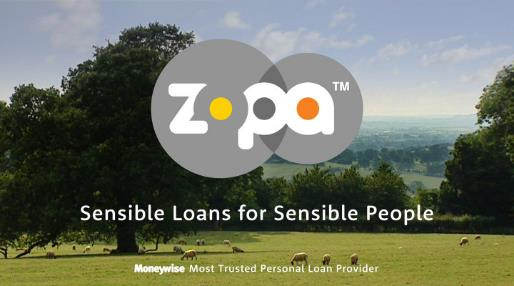 zopa™
Sensible Loans for Sensible People
Moneywise Most Trusted Personal Loan Provider